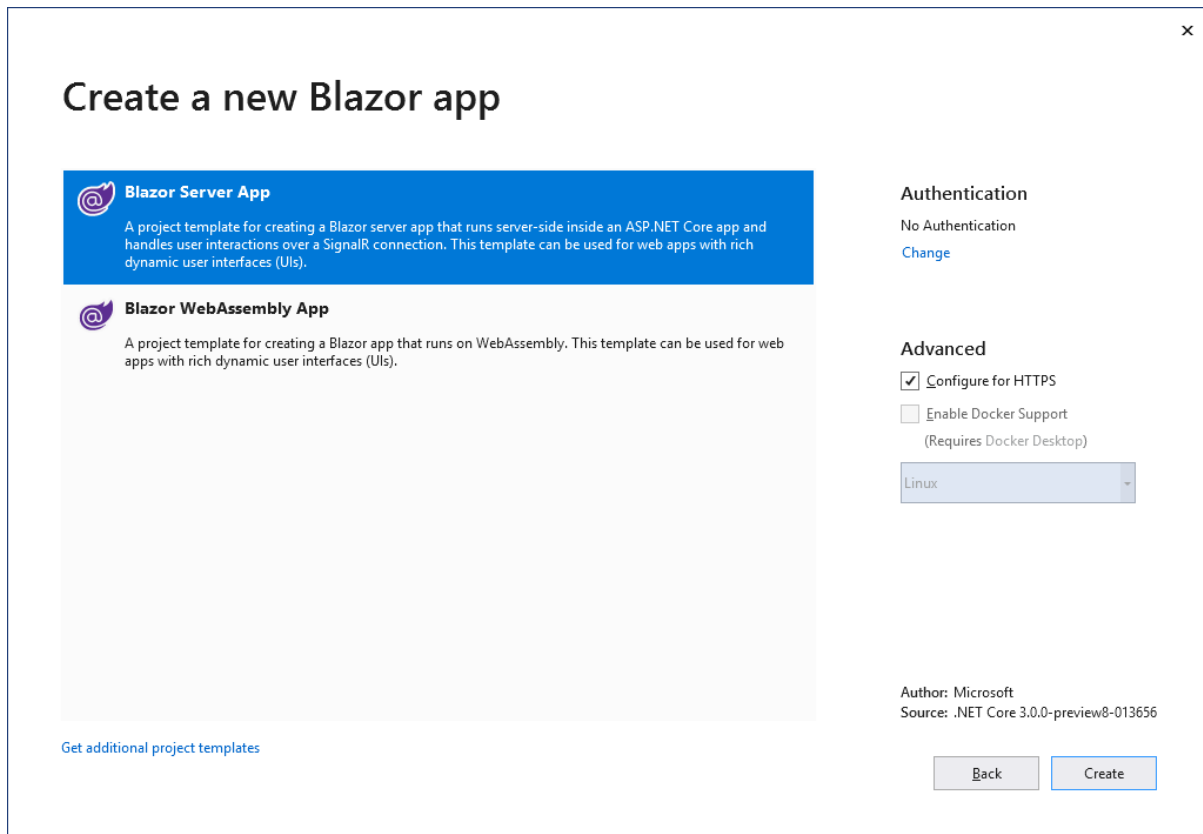 Create a new Blazor app
Blazor Server App
A project template for creating a Blazor server app that runs server-side inside an ASP.NET Core app and
handles user interactions over a SignalR connection. This template can be used for web apps with rich
dynamic user interfaces (UIs).
Blazor WebAssembly App
A project template for creating a Blazor app that runs on WebAssembly. This template can be used for web
apps with rich dynamic user interfaces (UIs).
Get additional project templates
Authentication
No Authentication
Change
Advanced
Configure for HTTPS
Enable Docker Support
(Requires Docker Desktop)
Linux
Author: Microsoft
Source: .NET Core 3.0.0-preview8-013656
Back
Create